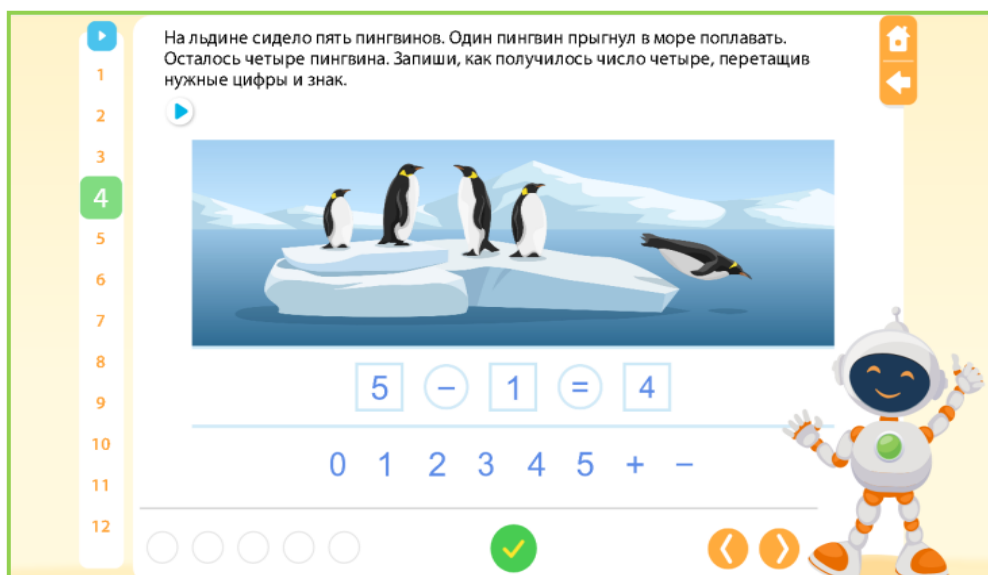 На льдине сидело пять пингвинов. Один пингвин прыгнул в море поплавать.
Осталось четыре пингвина. Запиши, как получилось число четыре, перетащив
нужные цифры и знак.
1
2
3
4
5
6
7
8
9
10
11
12
5 − 1 = 4
0 1 2 3 4 5 + −